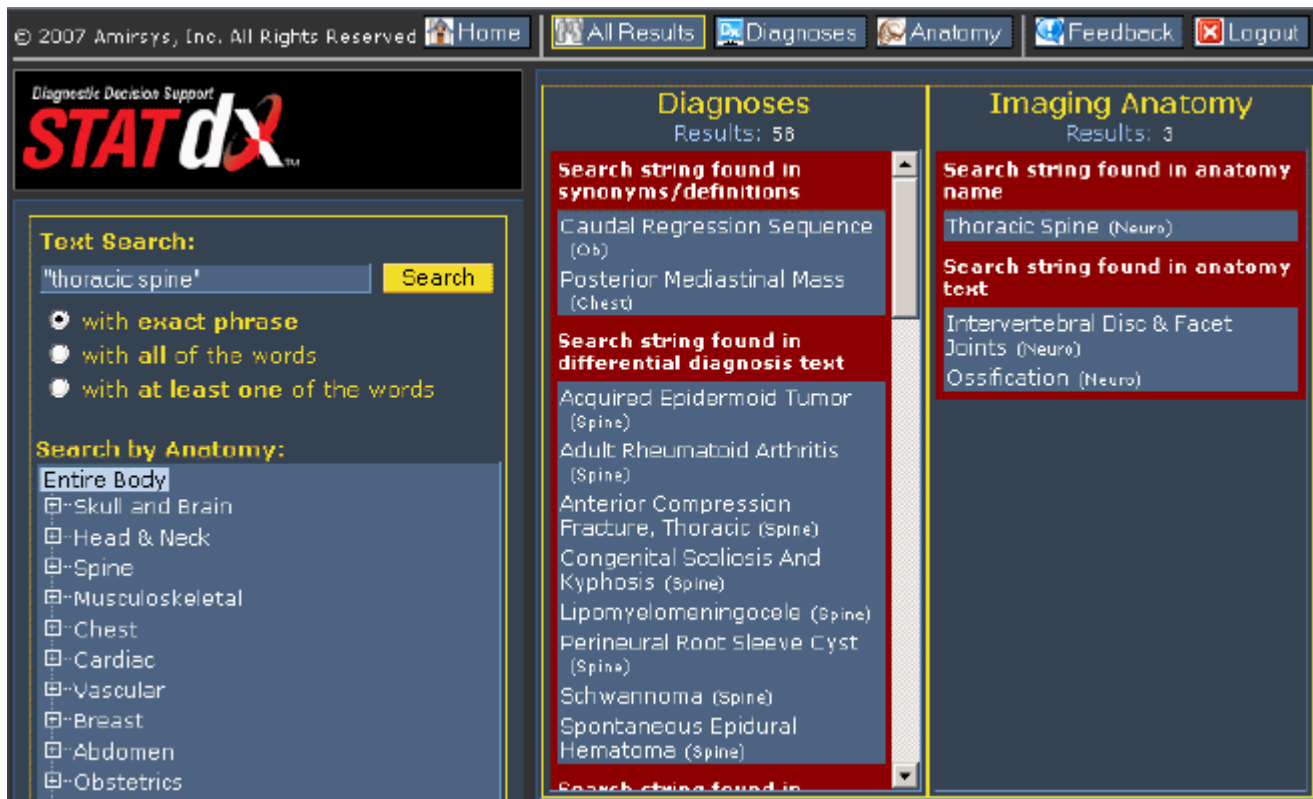 © 2007 Amirsys, Inc. All Rights Reserved Home All Results Diagnoses Anatomy Feedback Logout
Diagnostic Decision Support
STATdx™
Text Search:
"thoracic spine" Search
with exact phrase
with all of the words
with at least one of the words
Search by Anatomy:
Entire Body
Skull and Brain
Head & Neck
Spine
Musculoskeletal
Chest
Cardiac
Vascular
Breast
Abdomen
Obstetrics
Diagnoses
Results: 58
Search string found in
synonyms/definitions
Caudal Regression Sequence
(Ob)
Posterior Mediastinal Mass
(Chest)
Search string found in
differential diagnosis text
Acquired Epidermoid Tumor
(Spine)
Adult Rheumatoid Arthritis
(Spine)
Anterior Compression
Fracture, Thoracic (Spine)
Congenital Scoliosis And
Kyphosis (Spine)
Lipomyelomeningocele (Spine)
Perineural Root Sleeve Cyst
(Spine)
Schwannoma (Spine)
Spontaneous Epidural
Hematoma (Spine)
Search string found in
Imaging Anatomy
Results: 3
Search string found in anatomy
name
Thoracic Spine (Neuro)
Search string found in anatomy
text
Intervertebral Disc & Facet
Joints (Neuro)
Ossification (Neuro)